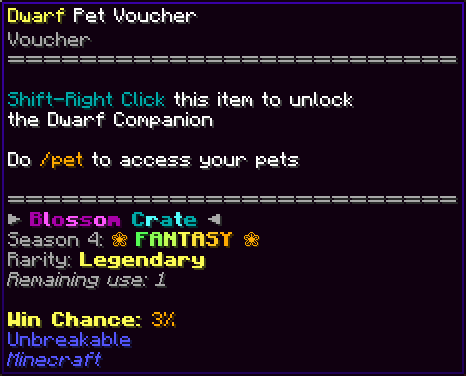 Dwarf Pet Voucher
Voucher
================================
Shift-Right Click this item to unlock
the Dwarf Companion
Do /pet to access your pets
================================
► Blossom Crate ◄
Season 4: ❀ FANTASY ❀
Rarity: Legendary
Remaining use: 1
Win Chance: 3%
Unbreakable
Minecraft